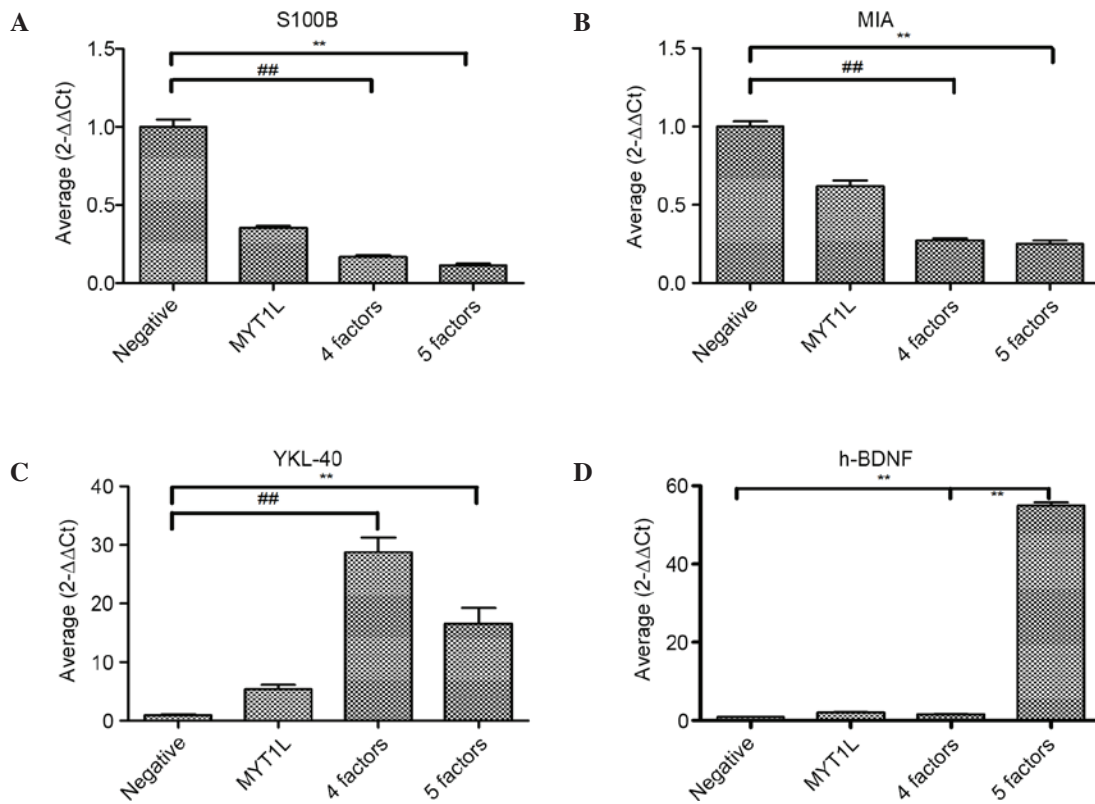 A
S100B
Average (2-ΔΔCt)
1.5
1.0
0.5
0.0
**
##
Negative
MYT1L
4 factors
5 factors
B
MIA
Average (2-ΔΔCt)
1.5
1.0
0.5
0.0
**
##
Negative
MYT1L
4 factors
5 factors
C
YKL-40
Average (2-ΔΔCt)
40
30
20
10
0
**
##
Negative
MYT1L
4 factors
5 factors
D
h-BDNF
Average (2-ΔΔCt)
60
40
20
0
**
**
Negative
MYT1L
4 factors
5 factors